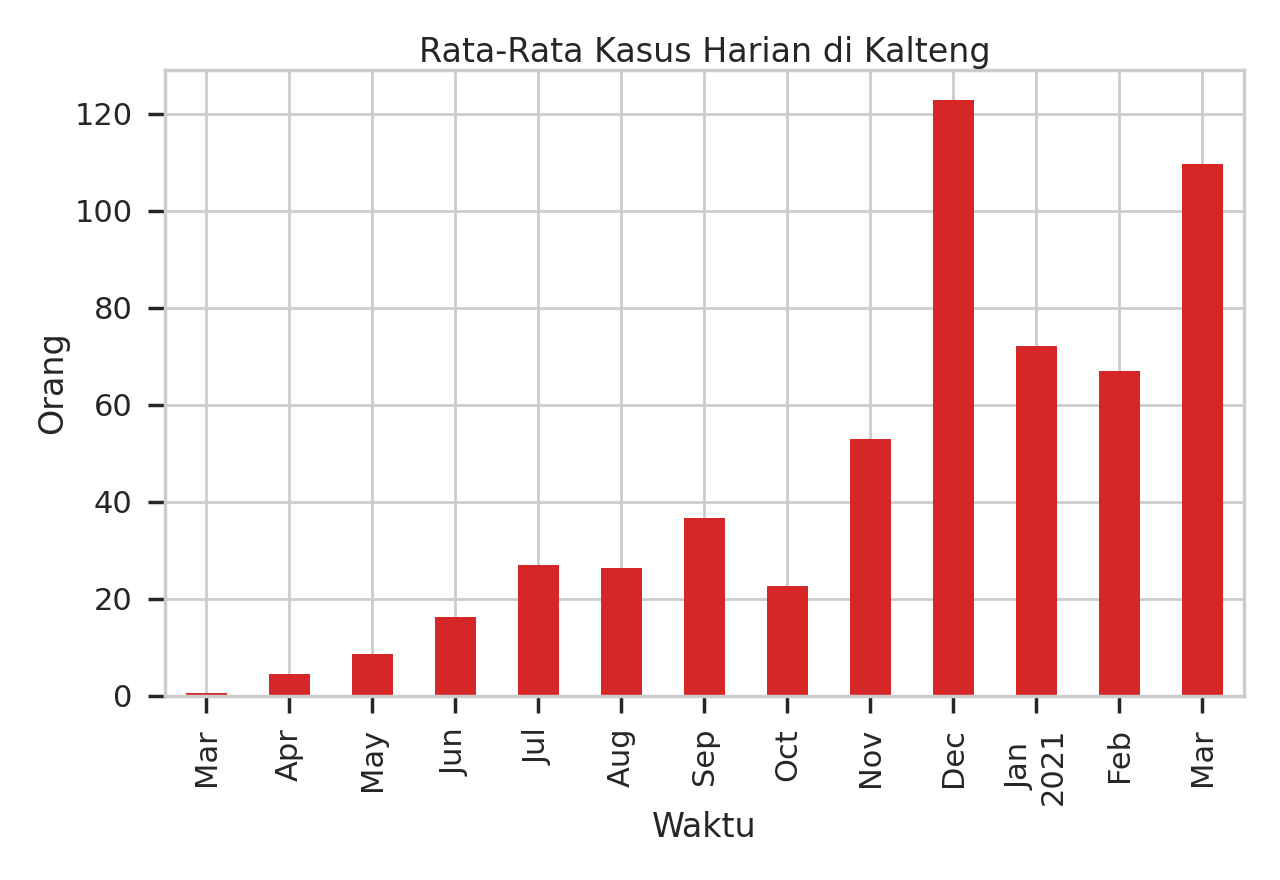 Rata-Rata Kasus Harian di Kalteng
120
100
80
60
40
20
0
Orang
Mar
Apr
May
Jun
Jul
Aug
Sep
Oct
Nov
Dec
Jan
2021
Feb
Mar
Waktu